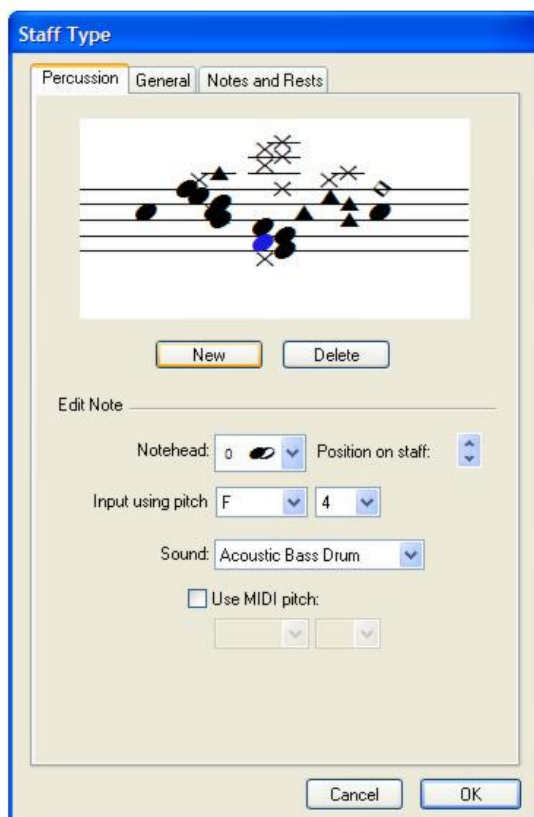 Staff Type
Percussion General Notes and Rests
New Delete
Edit Note
Notehead: 0 Position on staff:
Input using pitch F 4
Sound: Acoustic Bass Drum
Use MIDI pitch:
Cancel OK